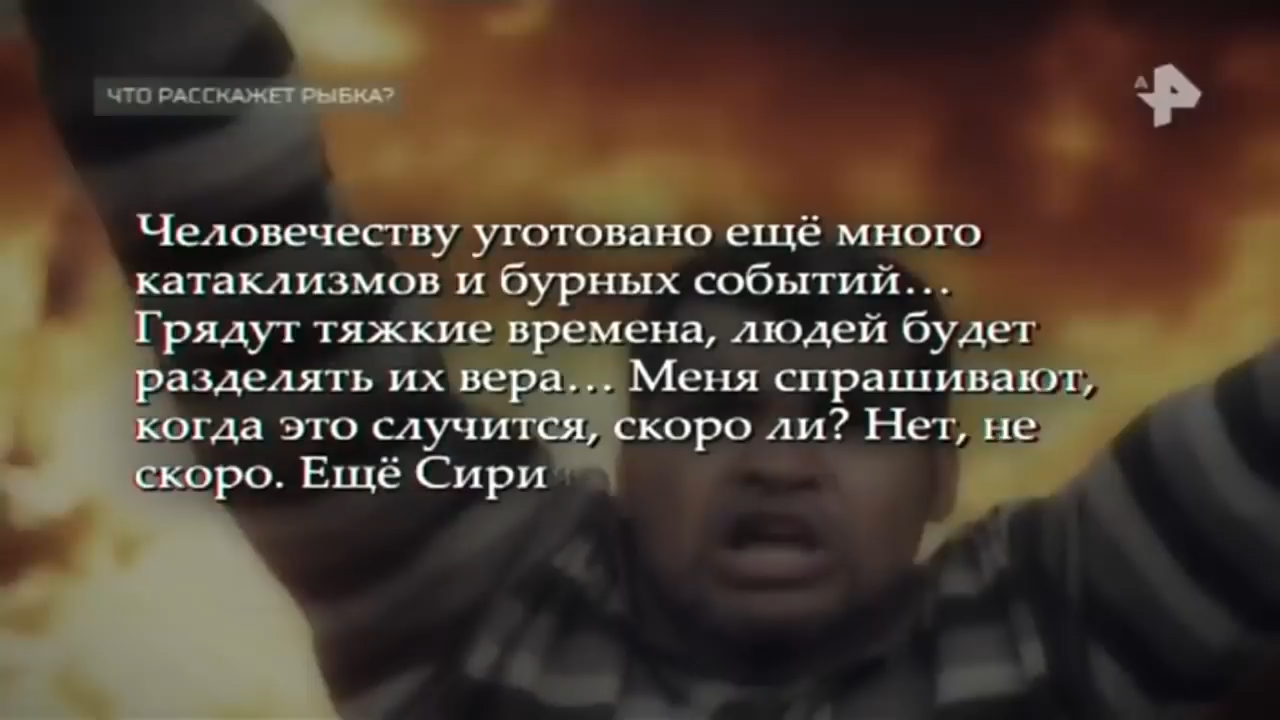 ЧТО РАССКАЖЕТ РЫБКА?
Человечеству уготовано ещё много
катаклизмов и бурных событий...
Грядут тяжкие времена, людей будет
разделять их вера... Меня спрашивают,
когда это случится, скоро ли? Нет, не
скоро. Ещё Сири